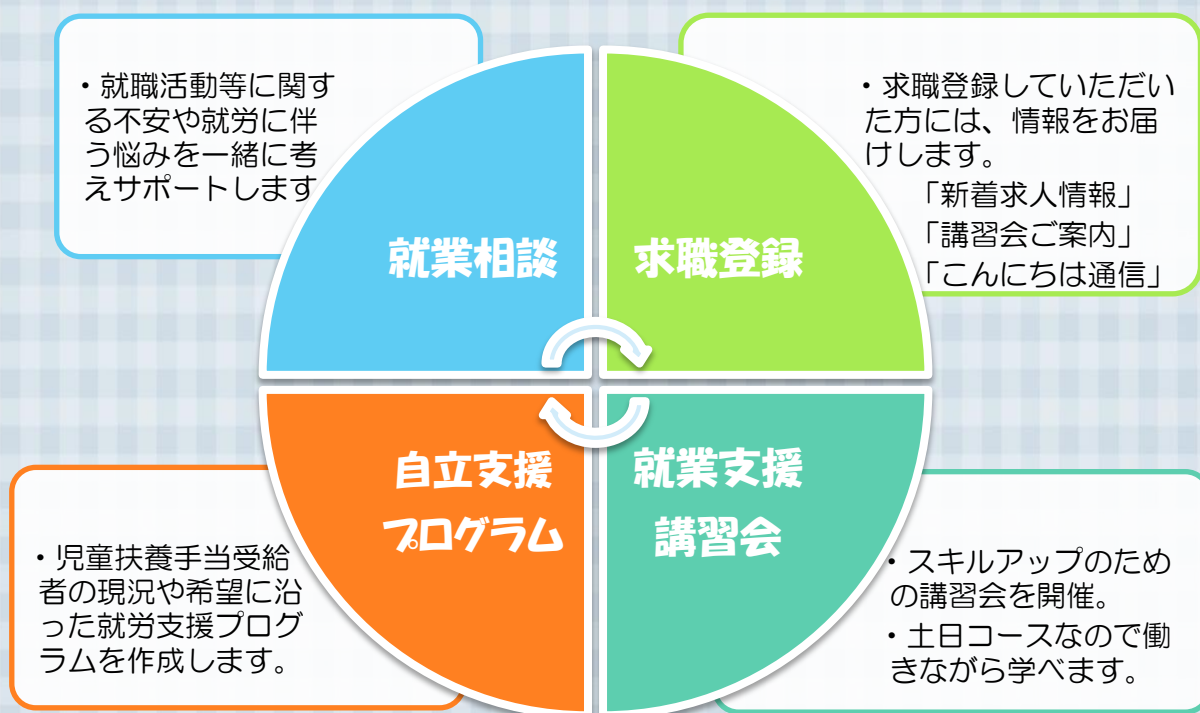 ・就職活動等に関す
る不安や就労に伴
う悩みを一緒に考
えサポートします
就業相談
・求職登録していただい
た方には、情報をお届
けします。
「新着求人情報」
「講習会ご案内」
「こんにちは通信」
求職登録
・児童扶養手当受給
者の現況や希望に沿
った就労支援プログ
ラムを作成します。
自立支援
プログラム
就業支援
講習会
・スキルアップのため
の講習会を開催。
・土日コースなので働
きながら学べます。